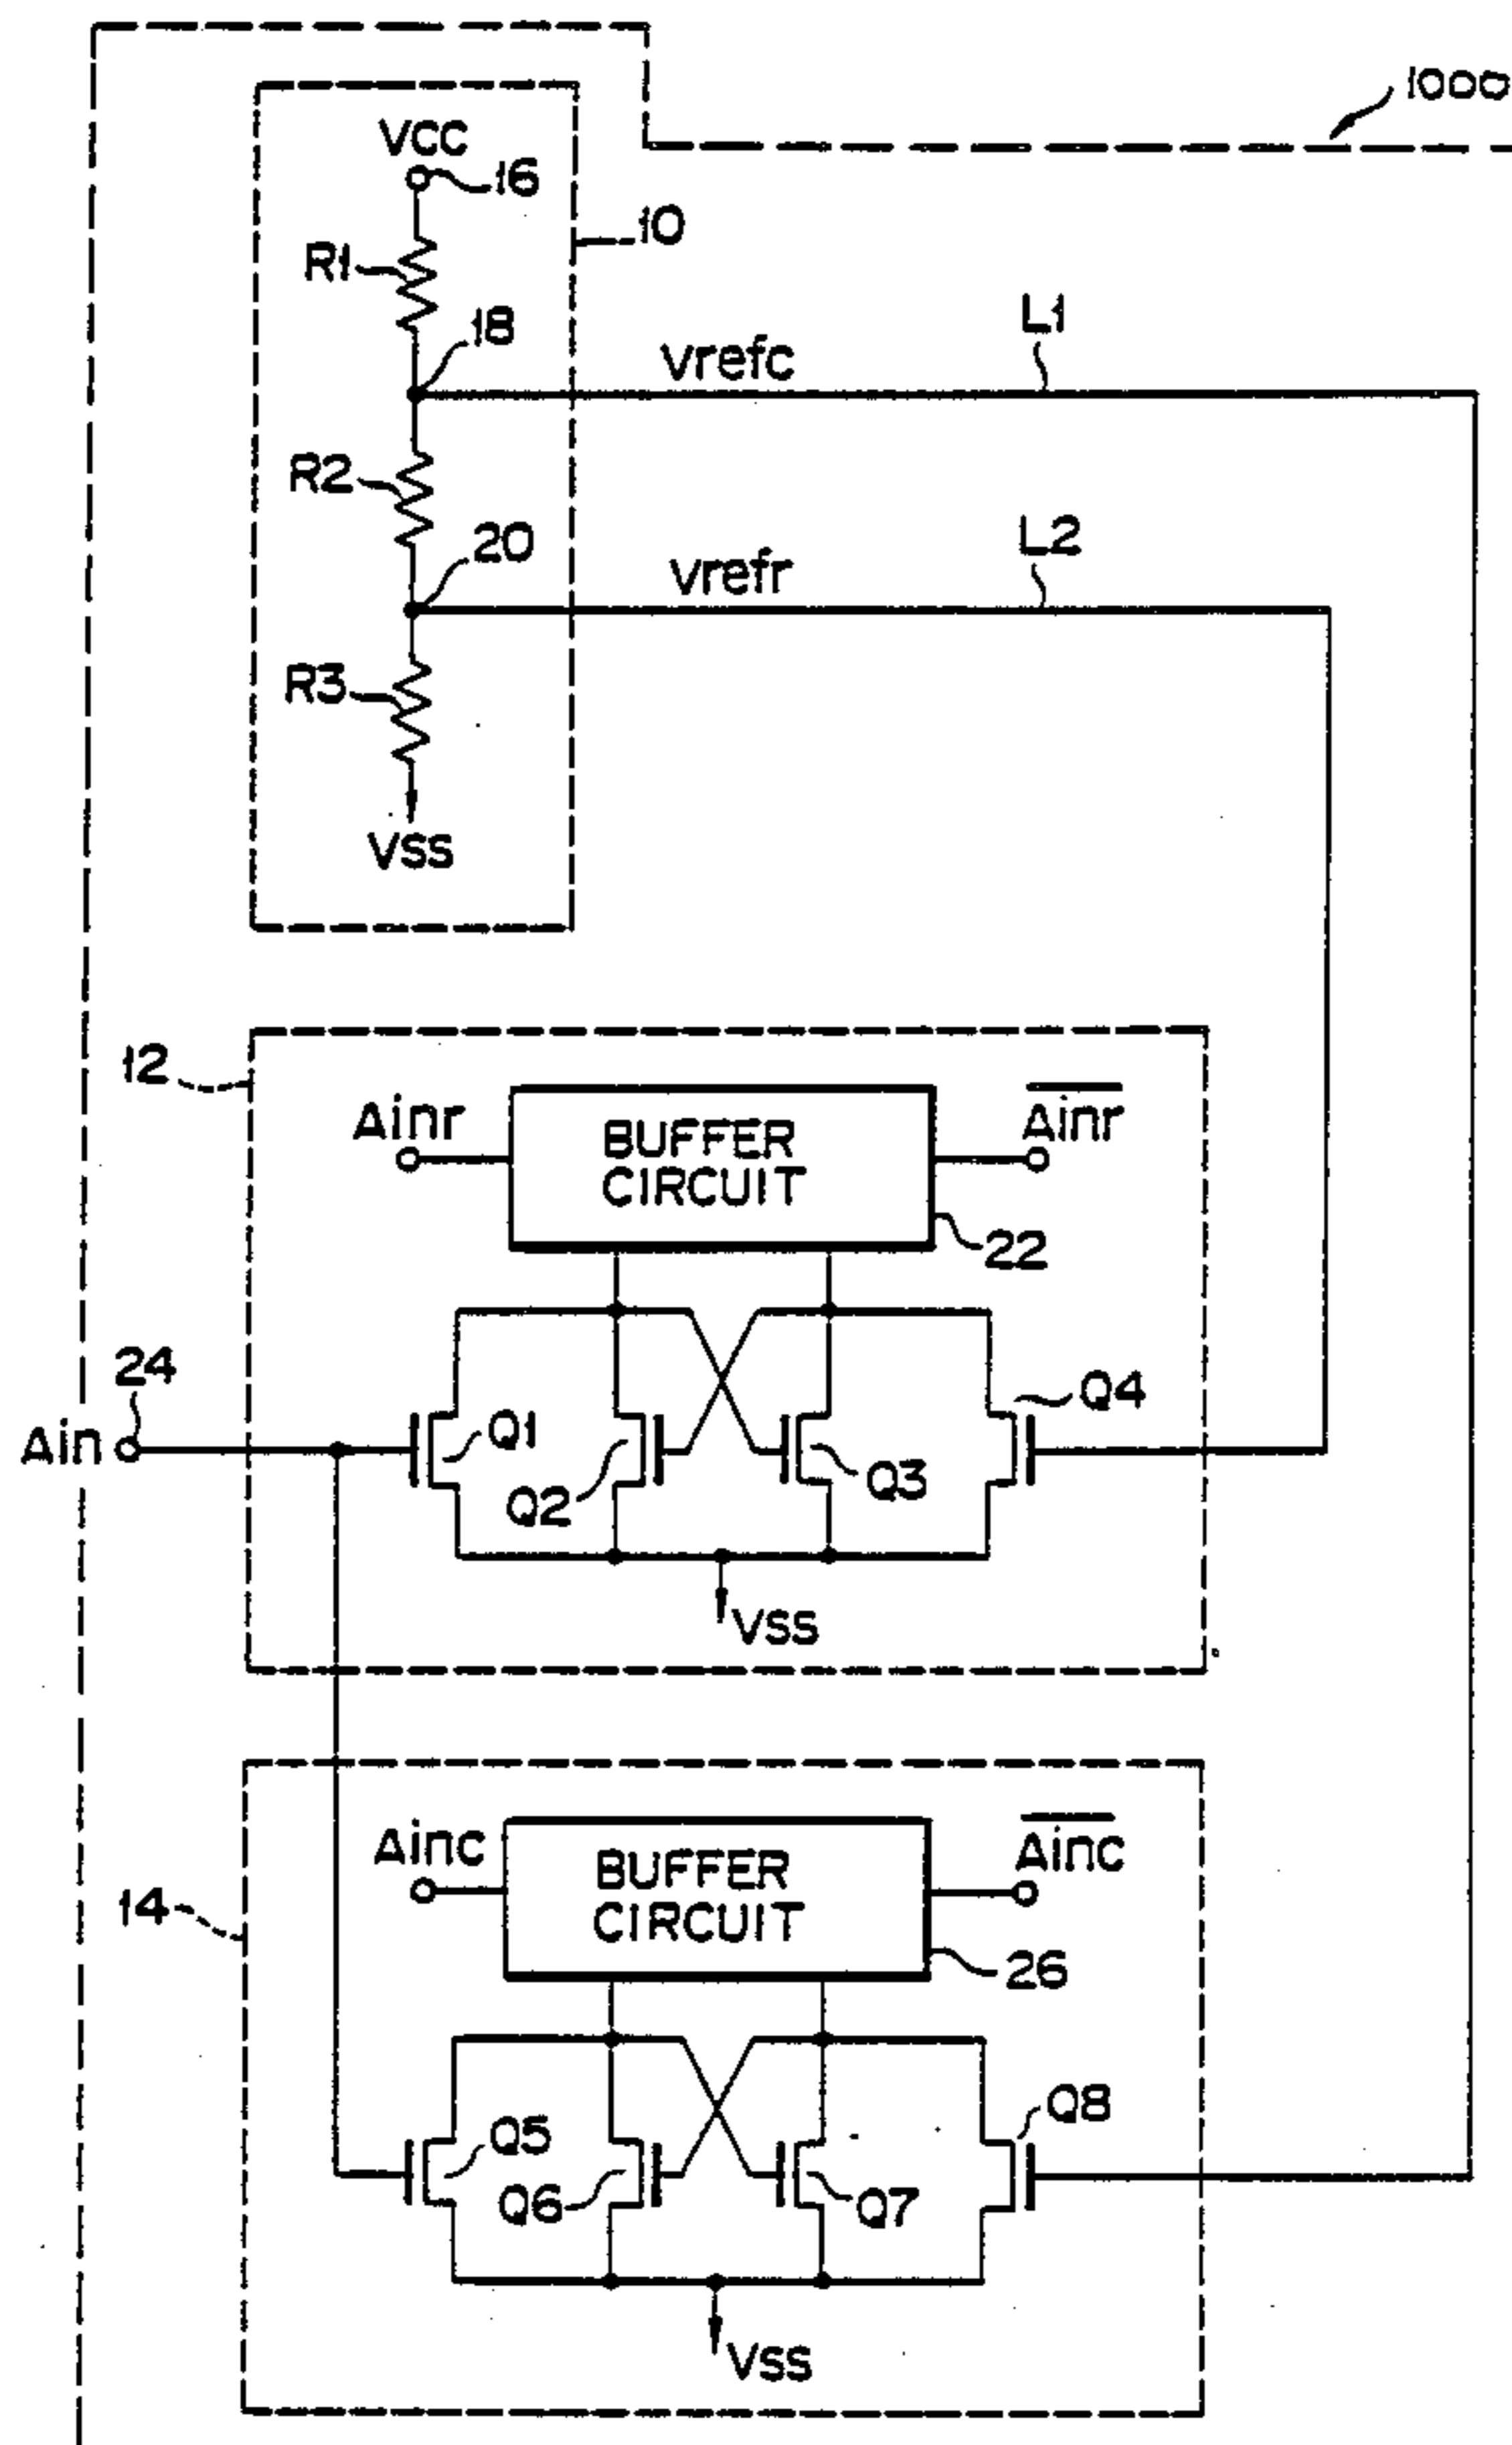 1000
VCC
16
10
R1
18
L1
vrefc
R2
20
L2
vrefr
R3
VSS
12
Ainr
BUFFER
CIRCUIT
Ainr
22
24
Ain
Q1
Q2
Q3
Q4
VSS
Ainc
BUFFER
CIRCUIT
Ainc
14
26
Q5
Q6
Q7
Q8
VSS